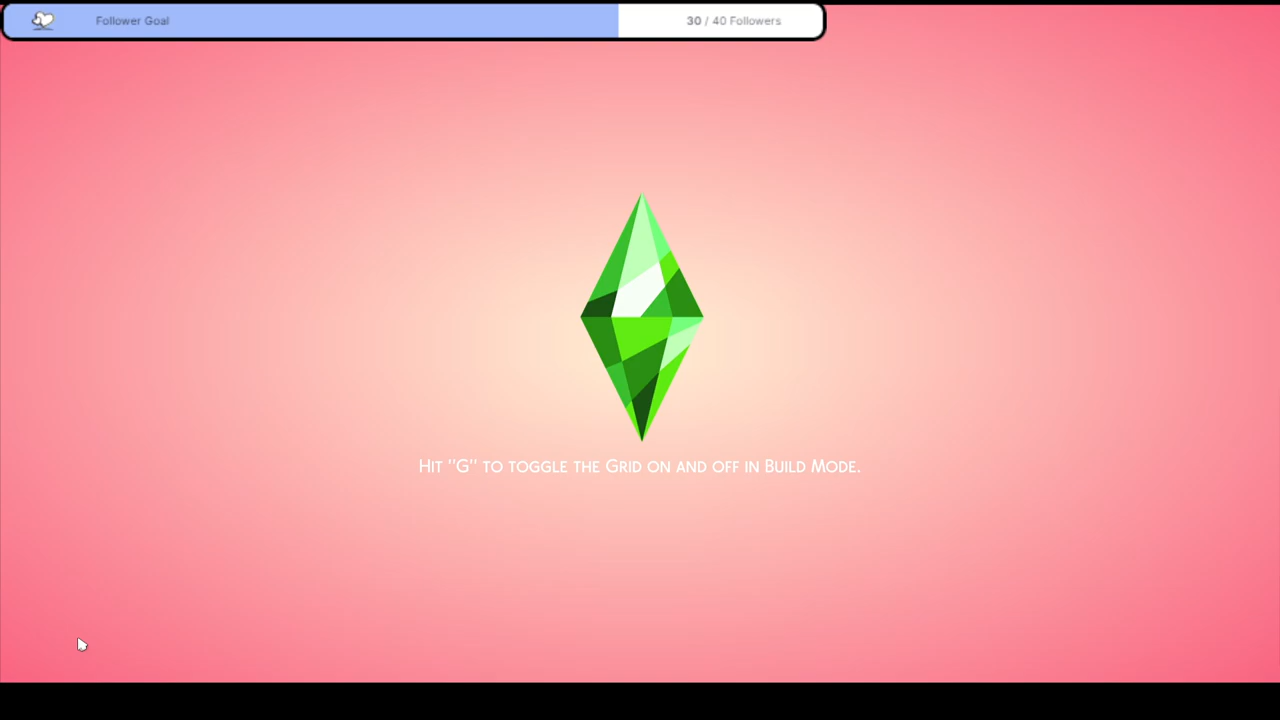 Follower Goal 30 / 40 Followers
Hit "G" to toggle the Grid on and off in Build Mode.